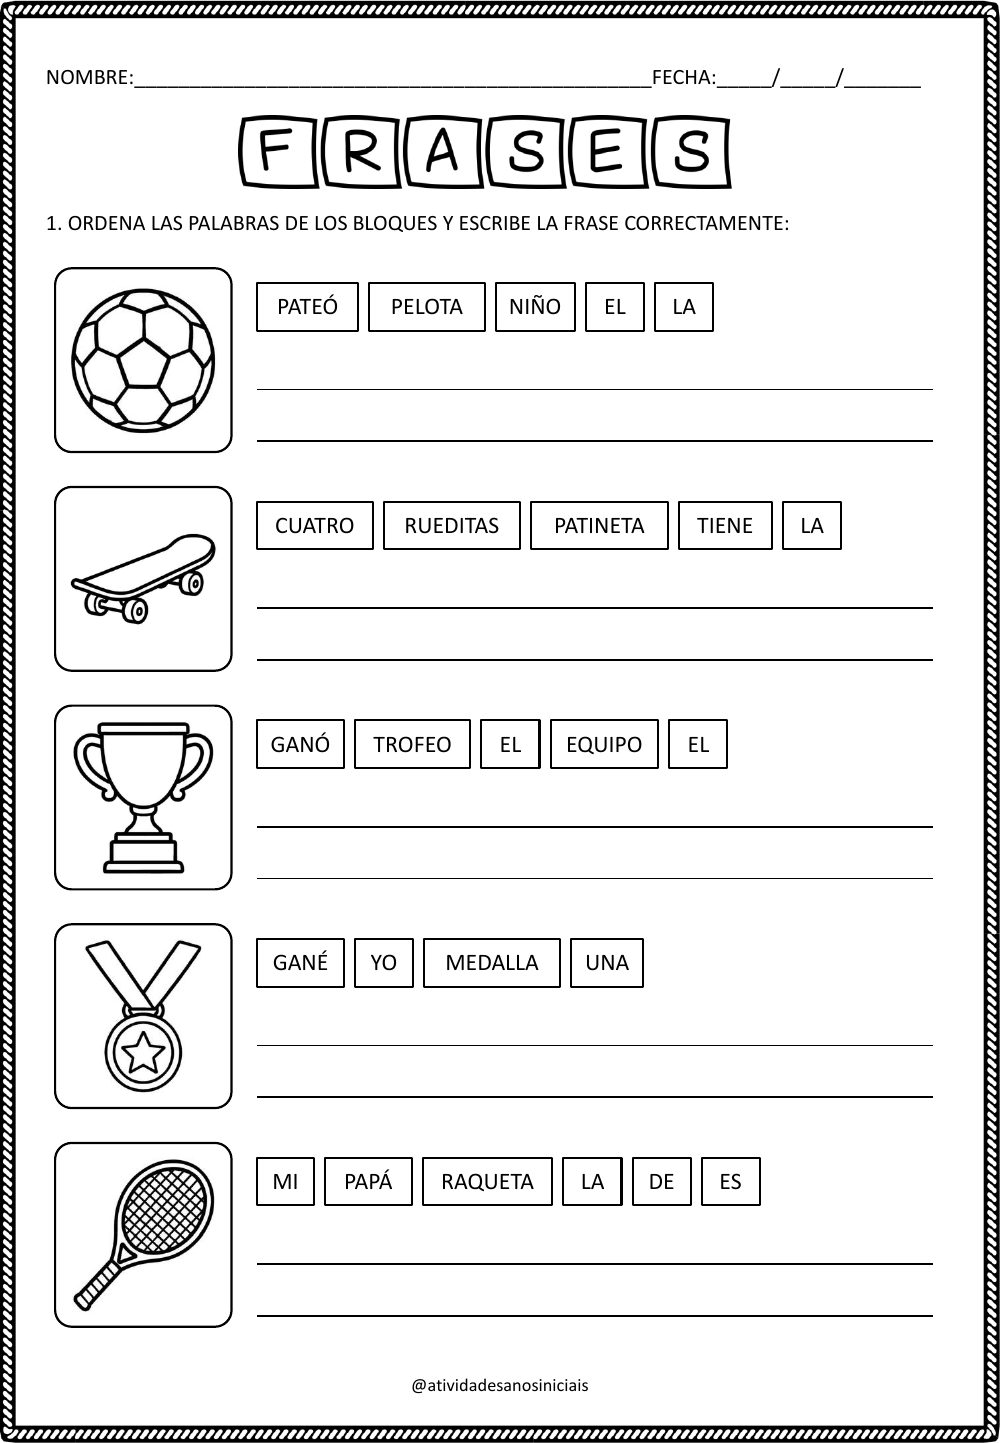 NOMBRE:_______________________________________________FECHA:_____/_____/_______
FRASES
1. ORDENA LAS PALABRAS DE LOS BLOQUES Y ESCRIBE LA FRASE CORRECTAMENTE:
PATEÓ PELOTA NIÑO EL LA
CUATRO RUEDITAS PATINETA TIENE LA
GANÓ TROFEO EL EQUIPO EL
GANÉ YO MEDALLA UNA
MI PAPÁ RAQUETA LA DE ES
@atividadesanosiniciais